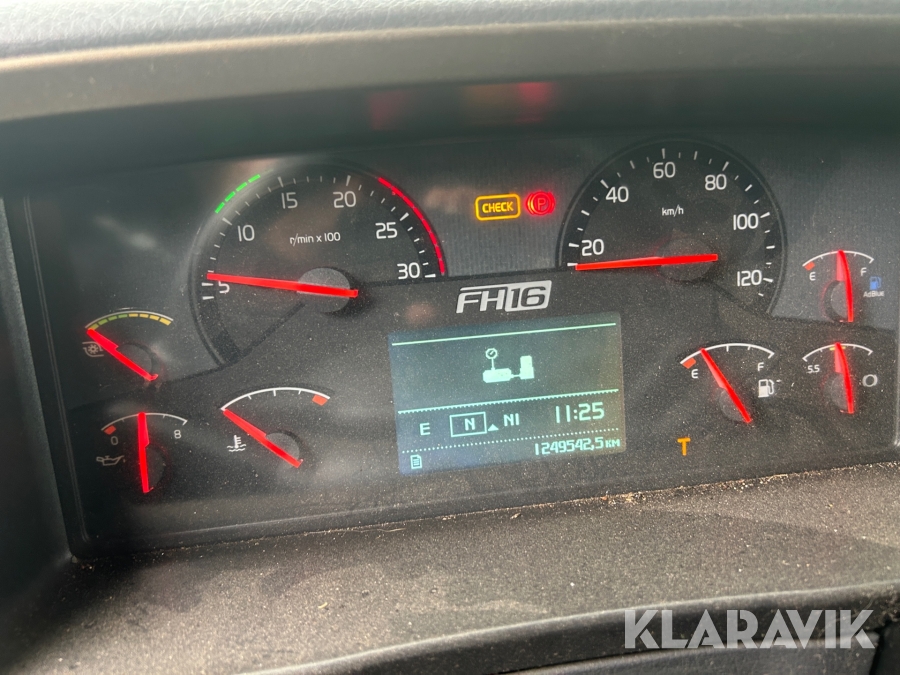 5 10 15 20 25 30
r/min x 100
CHECK
P
20 40 60 80 100 120
km/h
FH16
E F
AdBlue
E F
5.5
0 8
E N N1 11:25
1249542,5 KM
T
KLARAVIK